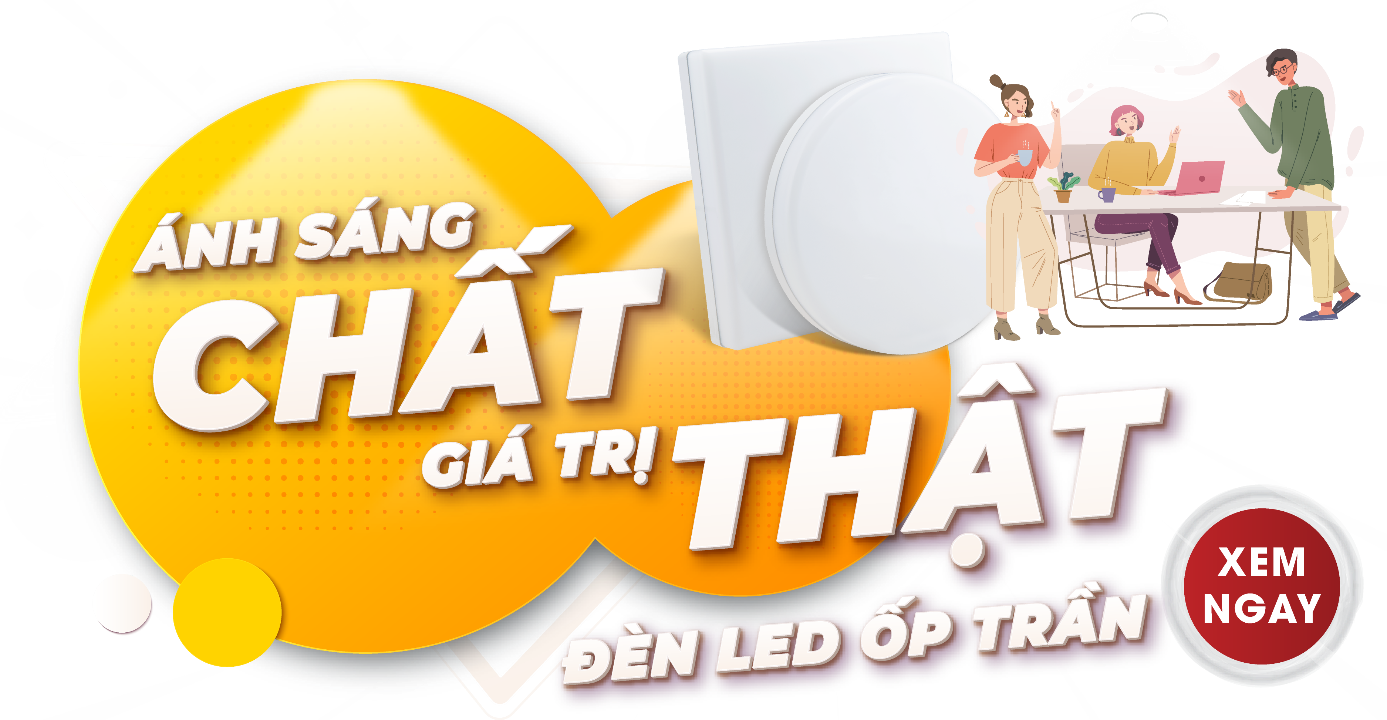 ÁNH SÁNG
CHẤT
GIÁ TRỊ THẬT
ĐÈN LED ỐP TRẦN
XEM
NGAY